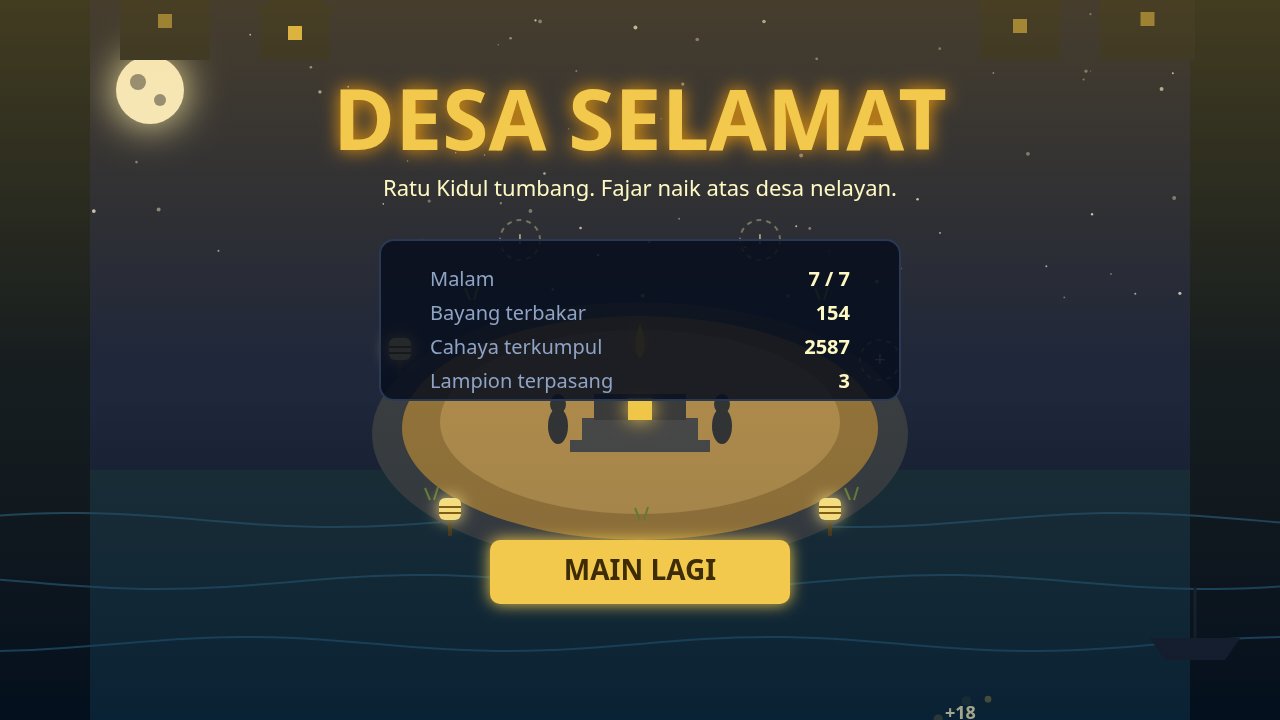 DESA SELAMAT
Ratu Kidul tumbang. Fajar naik atas desa nelayan.
Malam 7 / 7
Bayang terbakar 154
Cahaya terkumpul 2587
Lampion terpasang 3
MAIN LAGI
+18